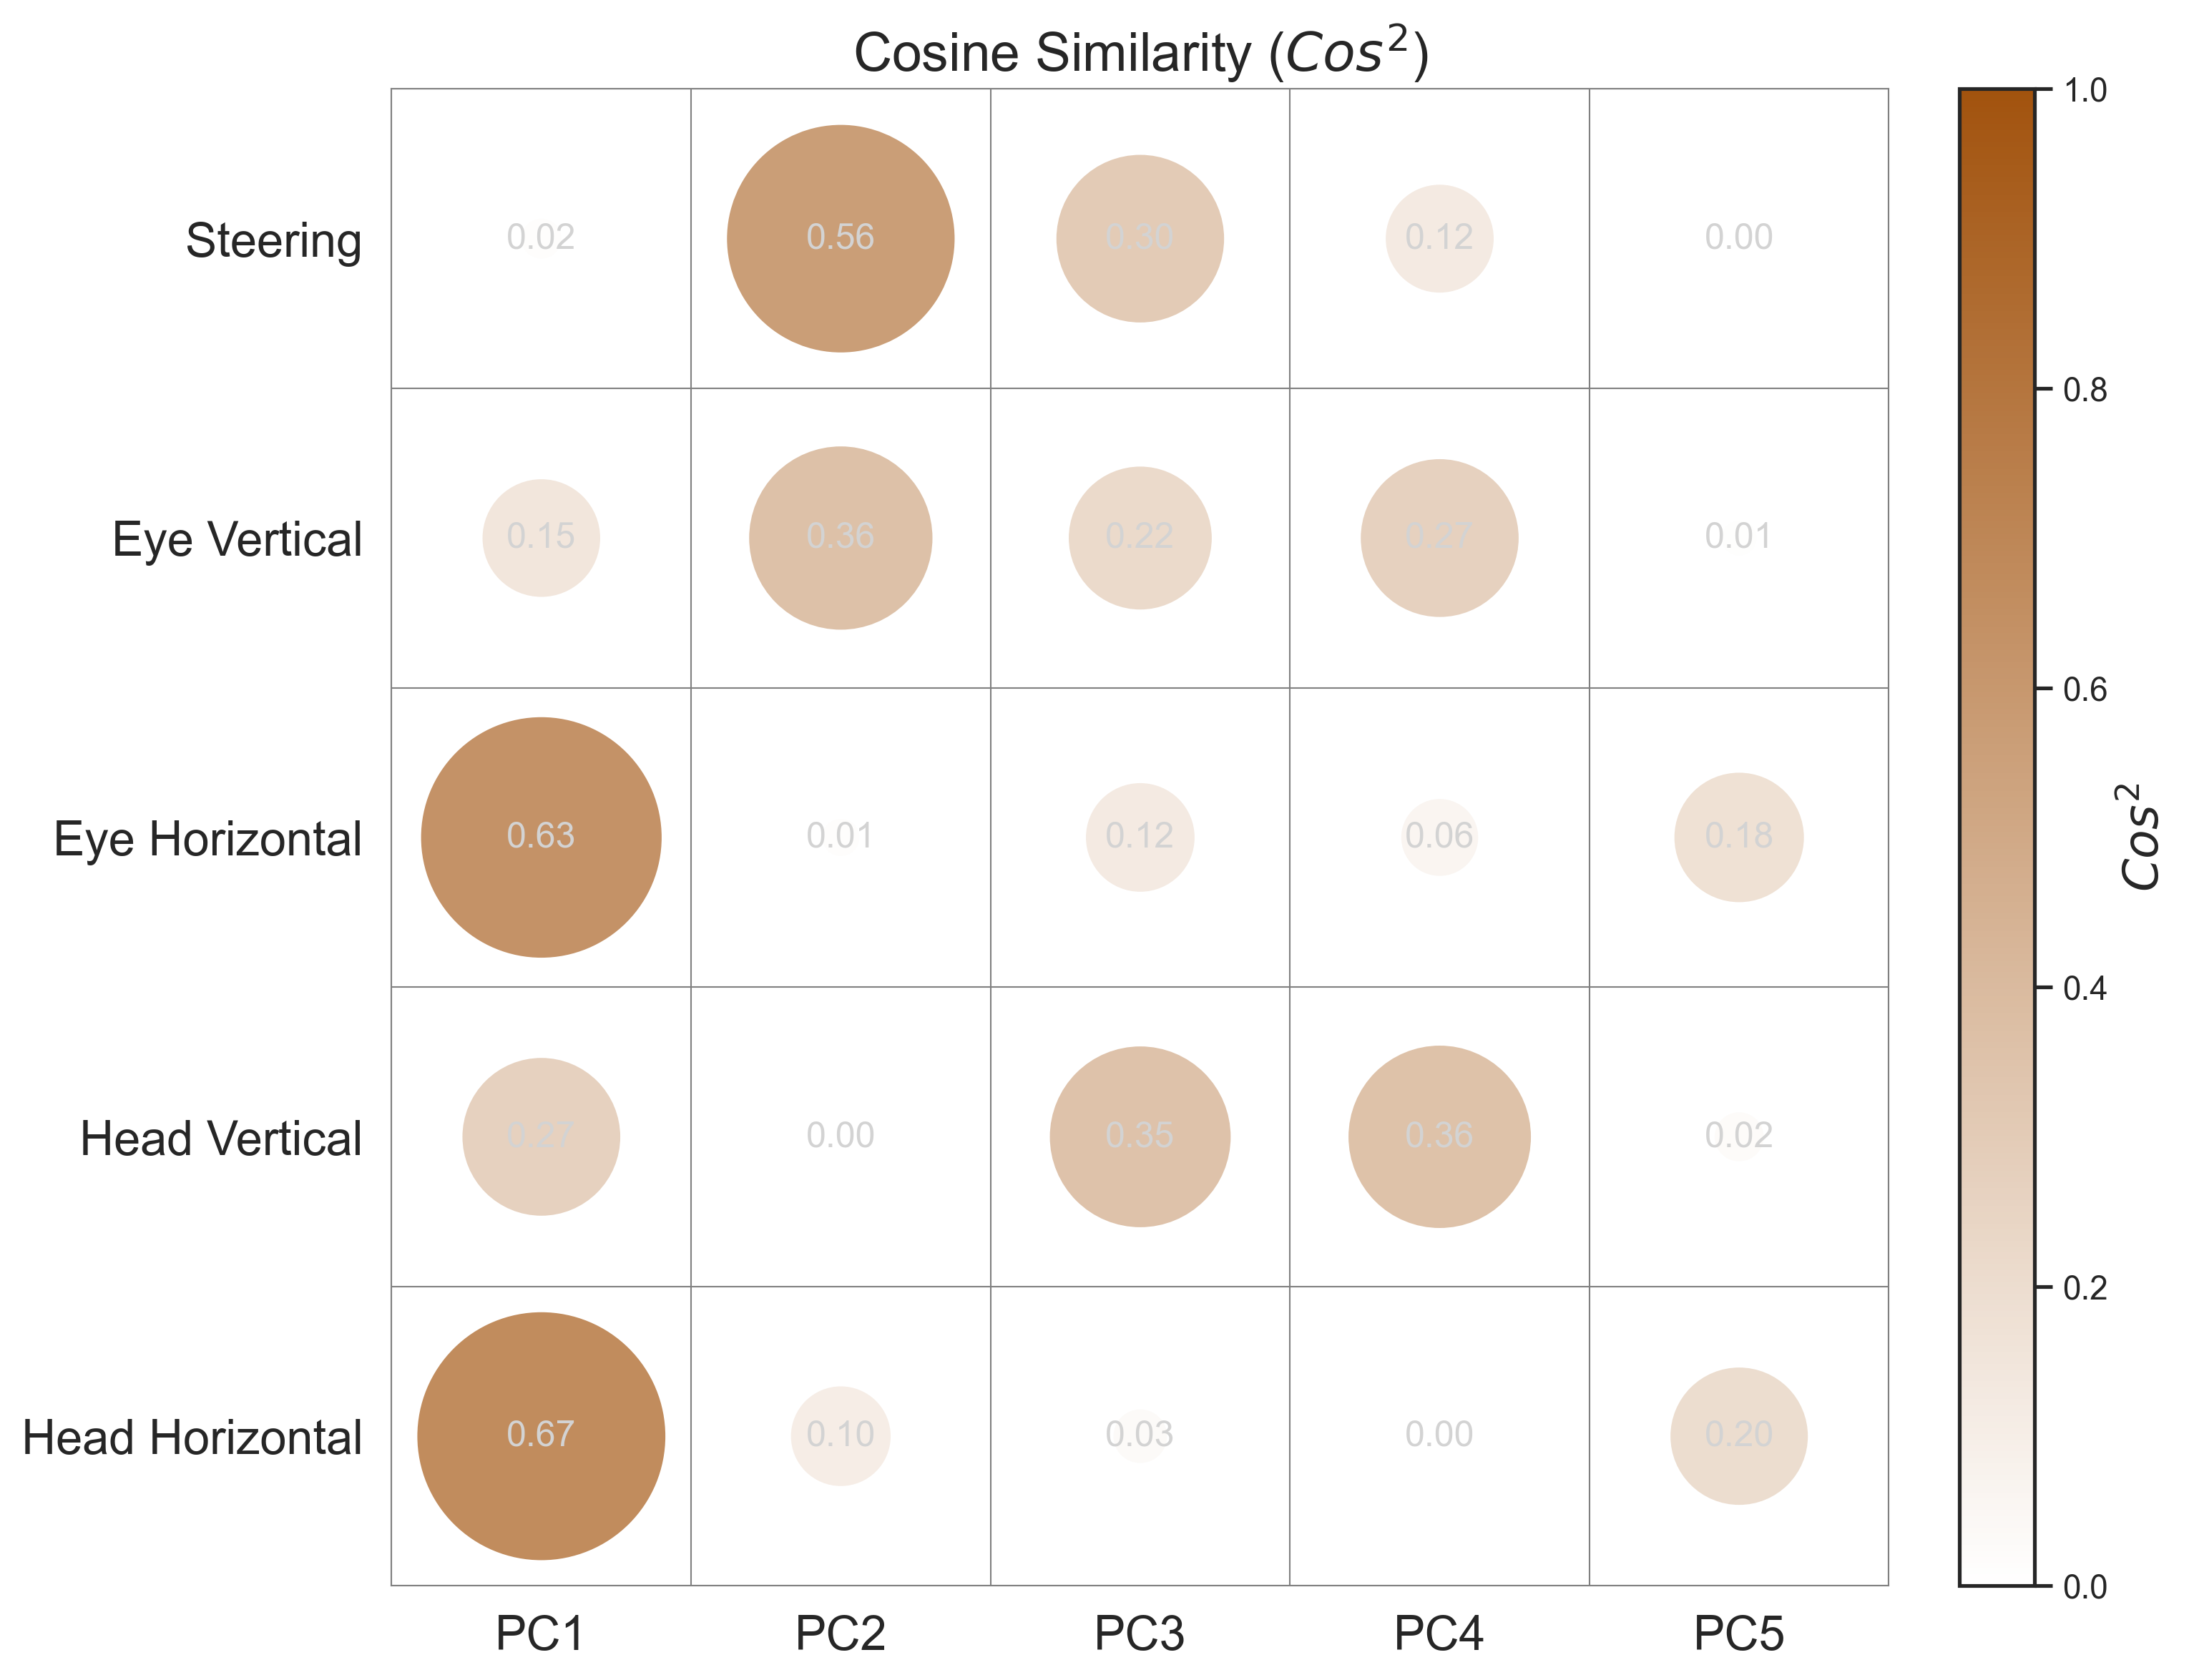 Cosine Similarity (Cos²)
Steering
0.02 0.56 0.30 0.12 0.00
Eye Vertical
0.15 0.36 0.22 0.27 0.01
Eye Horizontal
0.63 0.01 0.12 0.06 0.18
Head Vertical
0.27 0.00 0.35 0.36 0.02
Head Horizontal
0.67 0.10 0.03 0.00 0.20
PC1 PC2 PC3 PC4 PC5
1.0
0.8
0.6
0.4
0.2
0.0
Cos²